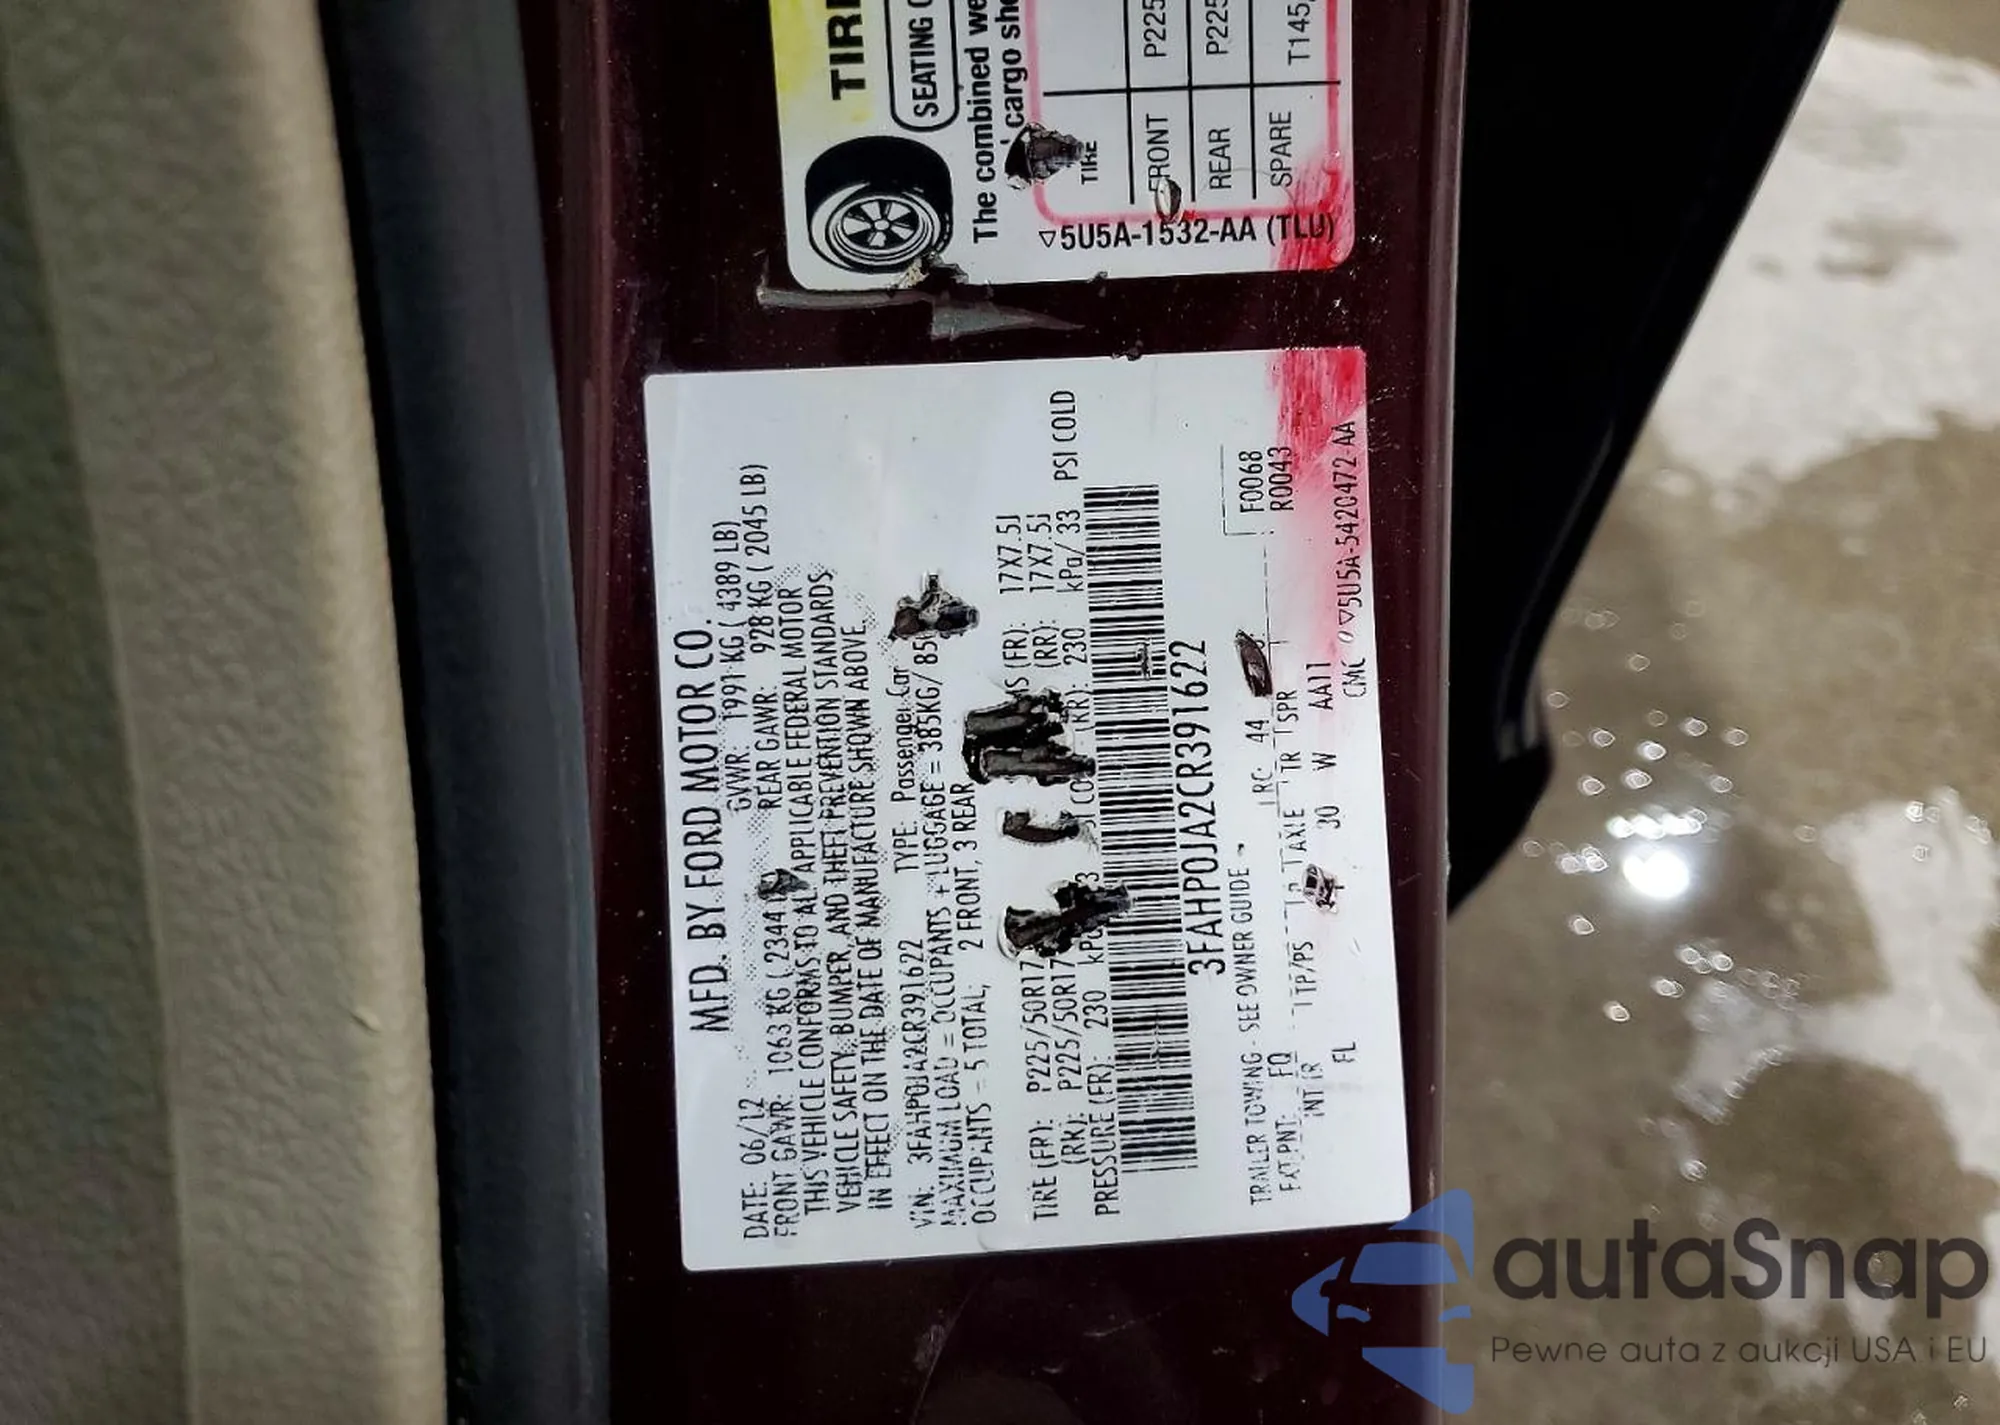 MFD. BY FORD MOTOR CO.
DATE: 06/12 GVWR: 1991 KG ( 4389 LB)
FRONT GAWR: 1063 KG ( 2344 REAR GAWR: 928 KG ( 2045 LB)
THIS VEHICLE CONFORMS TO ALL APPLICABLE FEDERAL MOTOR
VEHICLE SAFETY, BUMPER, AND THEFT PREVENTION STANDARDS
IN EFFECT ON THE DATE OF MANUFACTURE SHOWN ABOVE.
VIN: 3FAHP0JA2CR391622 TYPE: Passenger Car
MAXIMUM LOAD = OCCUPANTS + LUGGAGE = 385KG/ 85
OCCUPANTS = 5 TOTAL; 2 FRONT, 3 REAR
TIRE (FR): P225/50R17 (FR): 17X7.5J
(RR): P225/50R17 (RR): 17X7.5J
PRESSURE (FR): 230 (RR): 230 kPa/ 33 PSI COLD
3FAHP0JA2CR391622
TRAILER TOWING - SEE OWNER GUIDE
F0068
R0043
EXT PNT: FQ RC: 44
INT TR TP/PS AXLE TR SPR
FL 30 W AA11
CMC ▽5U5A-5420472-AA
TIRE
SEATING
The combined
cargo
TIRE
FRONT P225
REAR P225
SPARE T145
▽5U5A-1532-AA (TLU)
autaSnap
Pewne auta z aukcji USA i EU